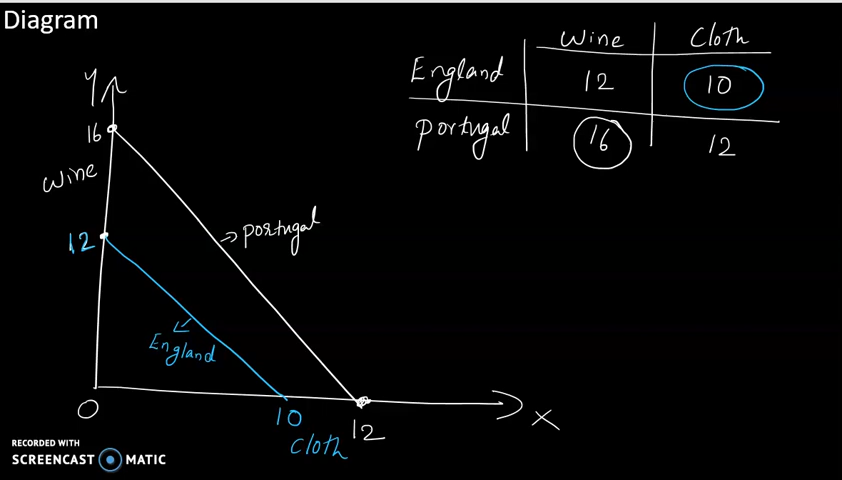 Diagram
Wine Cloth
England 12 10
Portugal 16 12
Y
16
Wine
12
Portugal
England
0
10
12
X
Cloth
RECORDED WITH
SCREENCAST MATIC